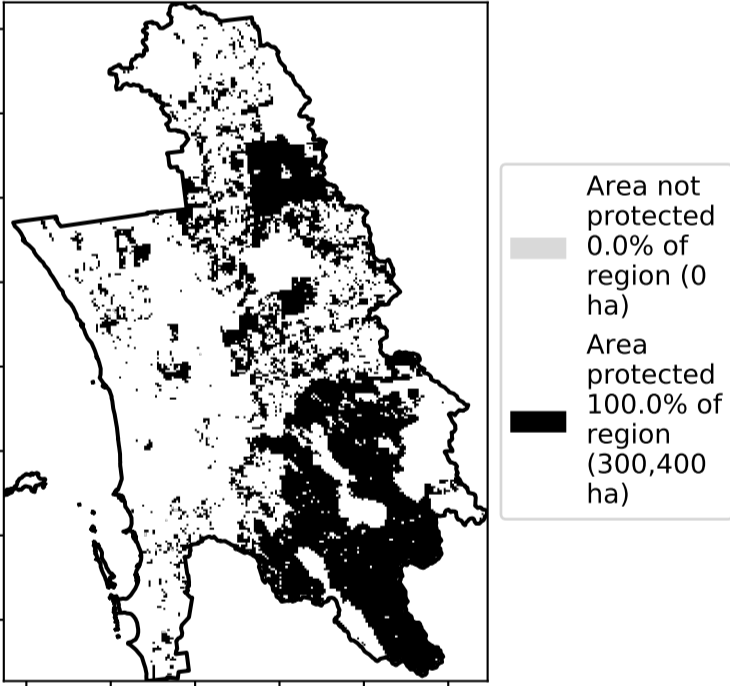 Area not
protected
0.0% of
region (0
ha)
Area
protected
100.0% of
region
(300,400
ha)